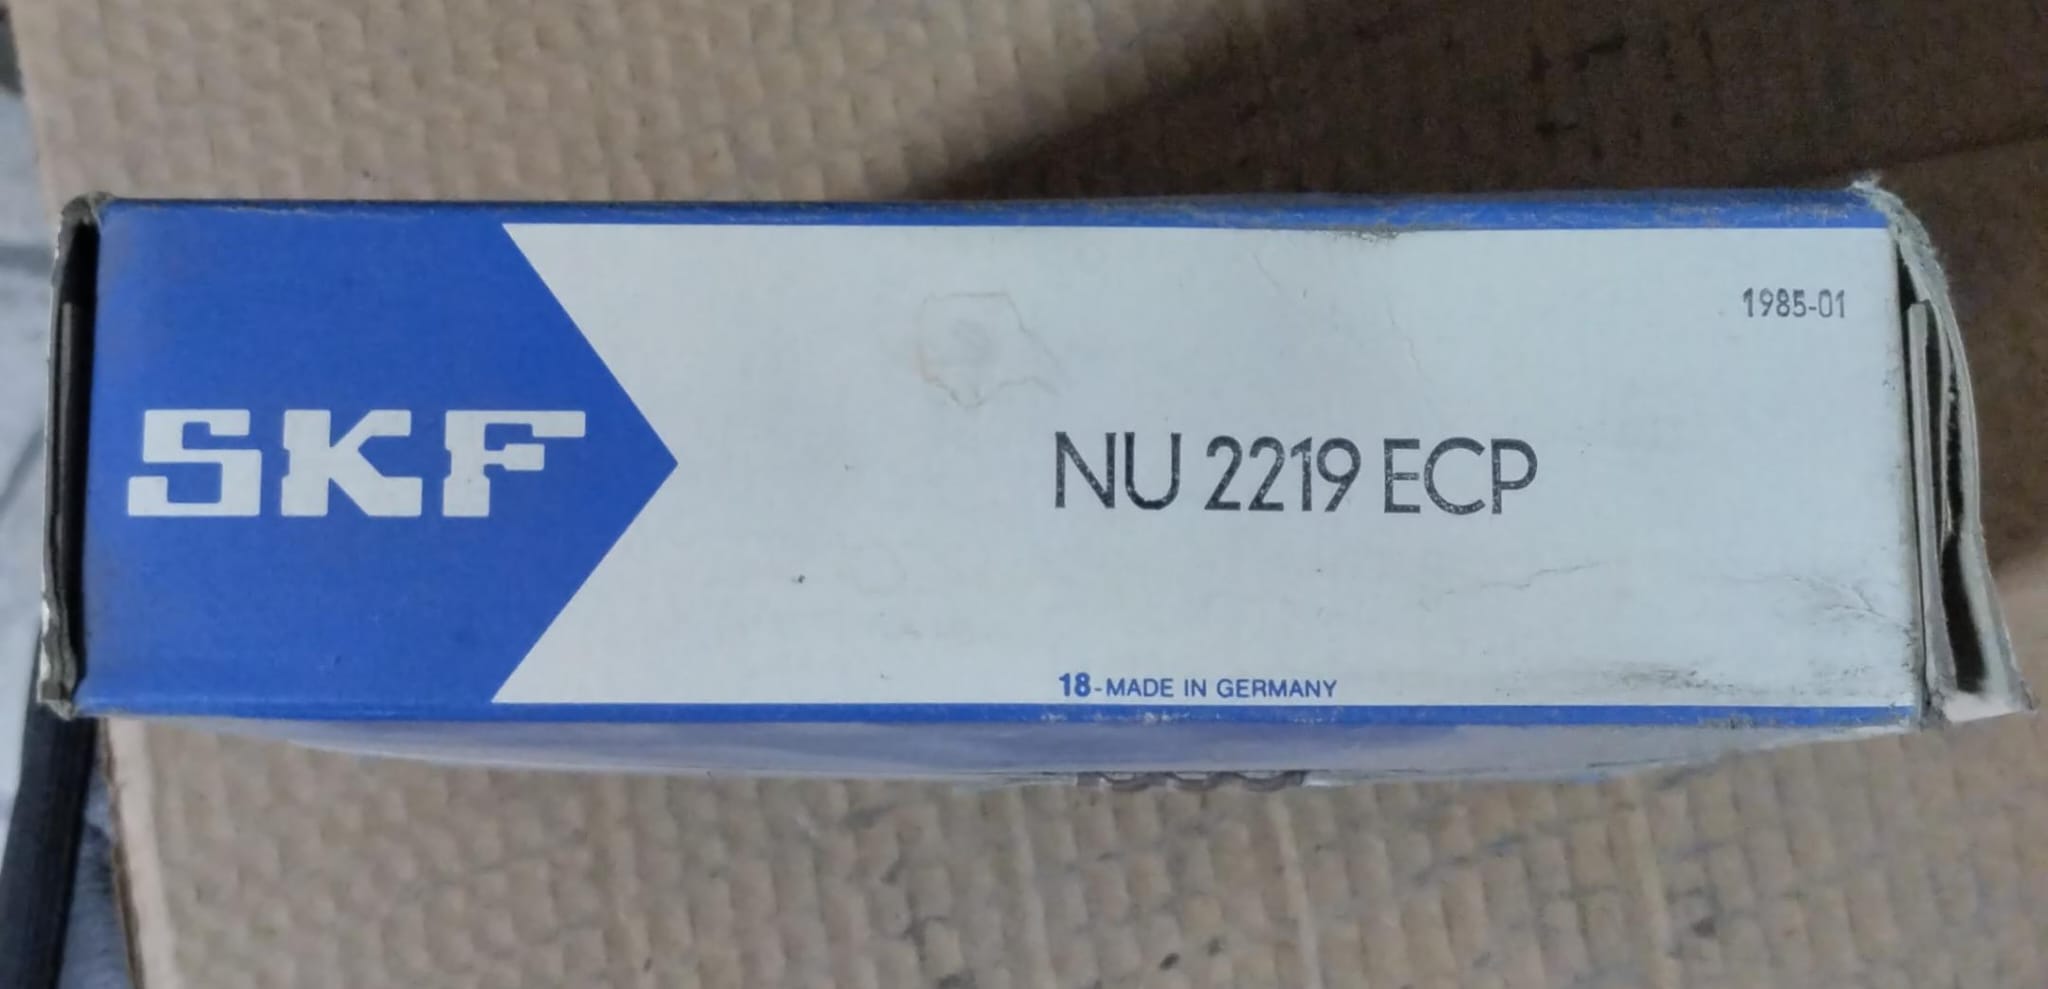 SKF
1985-01
NU 2219 ECP
18-MADE IN GERMANY